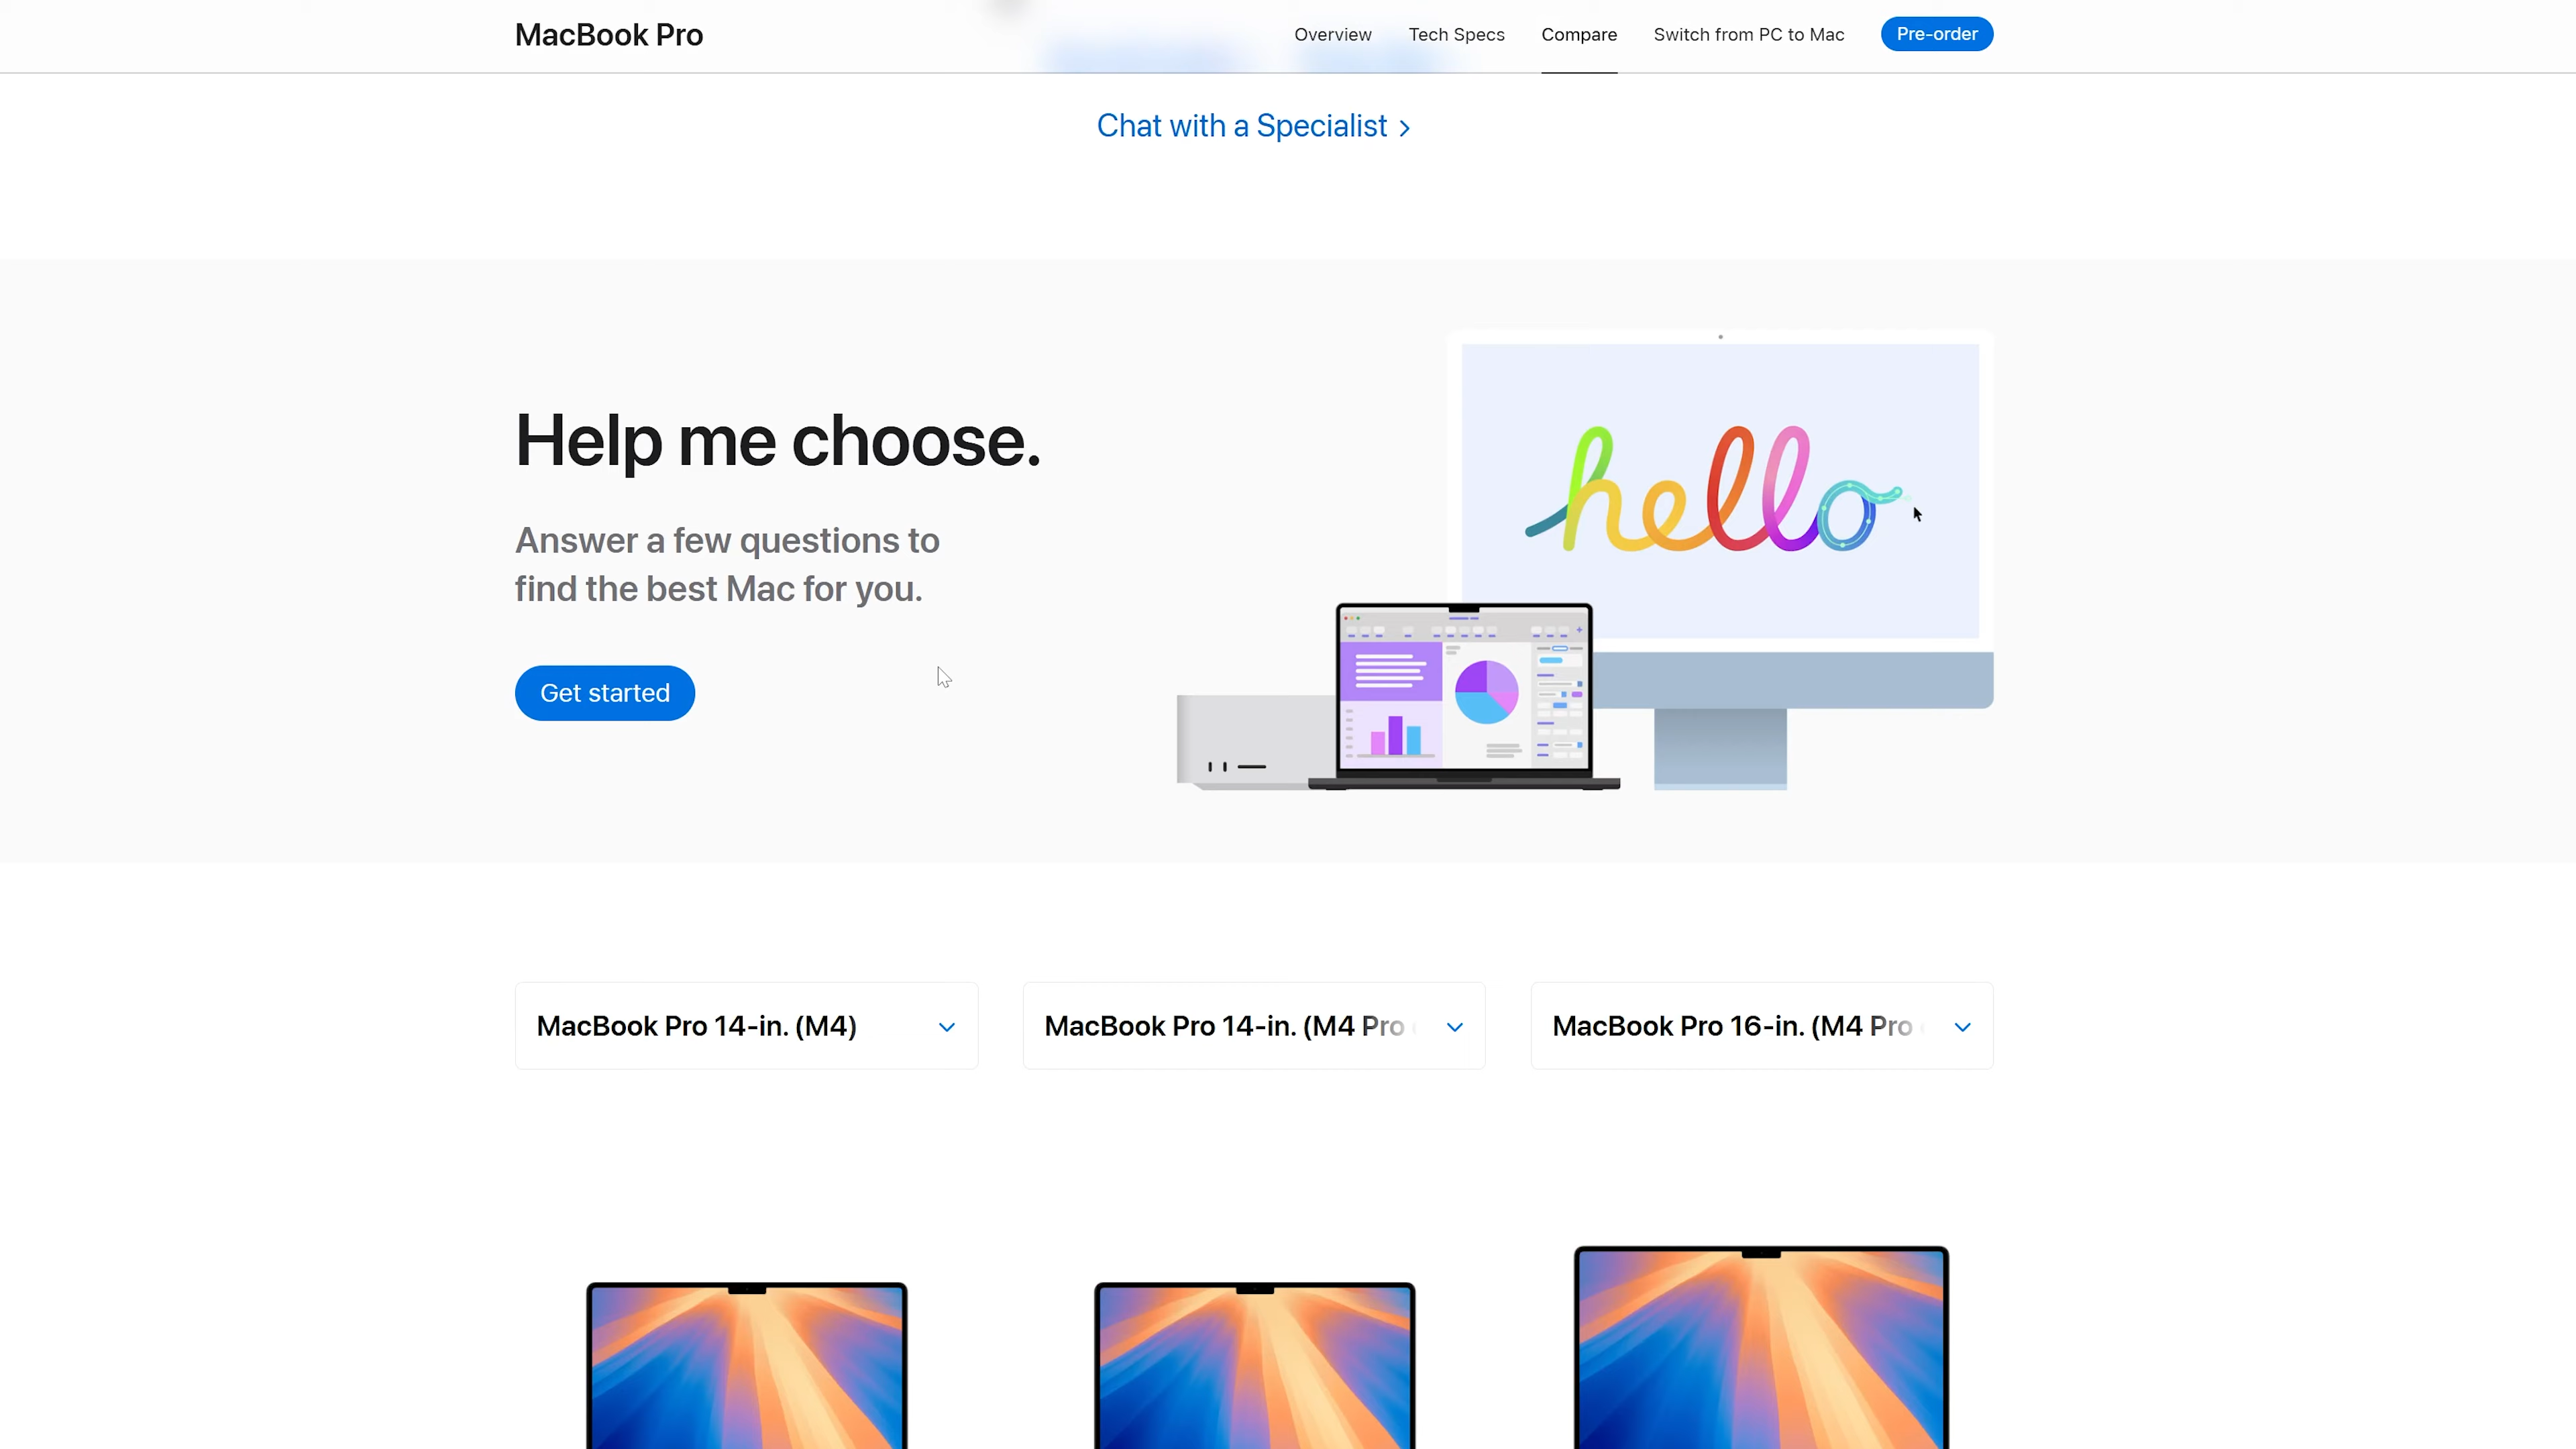 MacBook Pro
Overview
Tech Specs
Compare
Switch from PC to Mac
Pre-order
Chat with a Specialist >
Help me choose.
Answer a few questions to
find the best Mac for you.
Get started
hello
MacBook Pro 14-in. (M4)
MacBook Pro 14-in. (M4 Pro
MacBook Pro 16-in. (M4 Pro